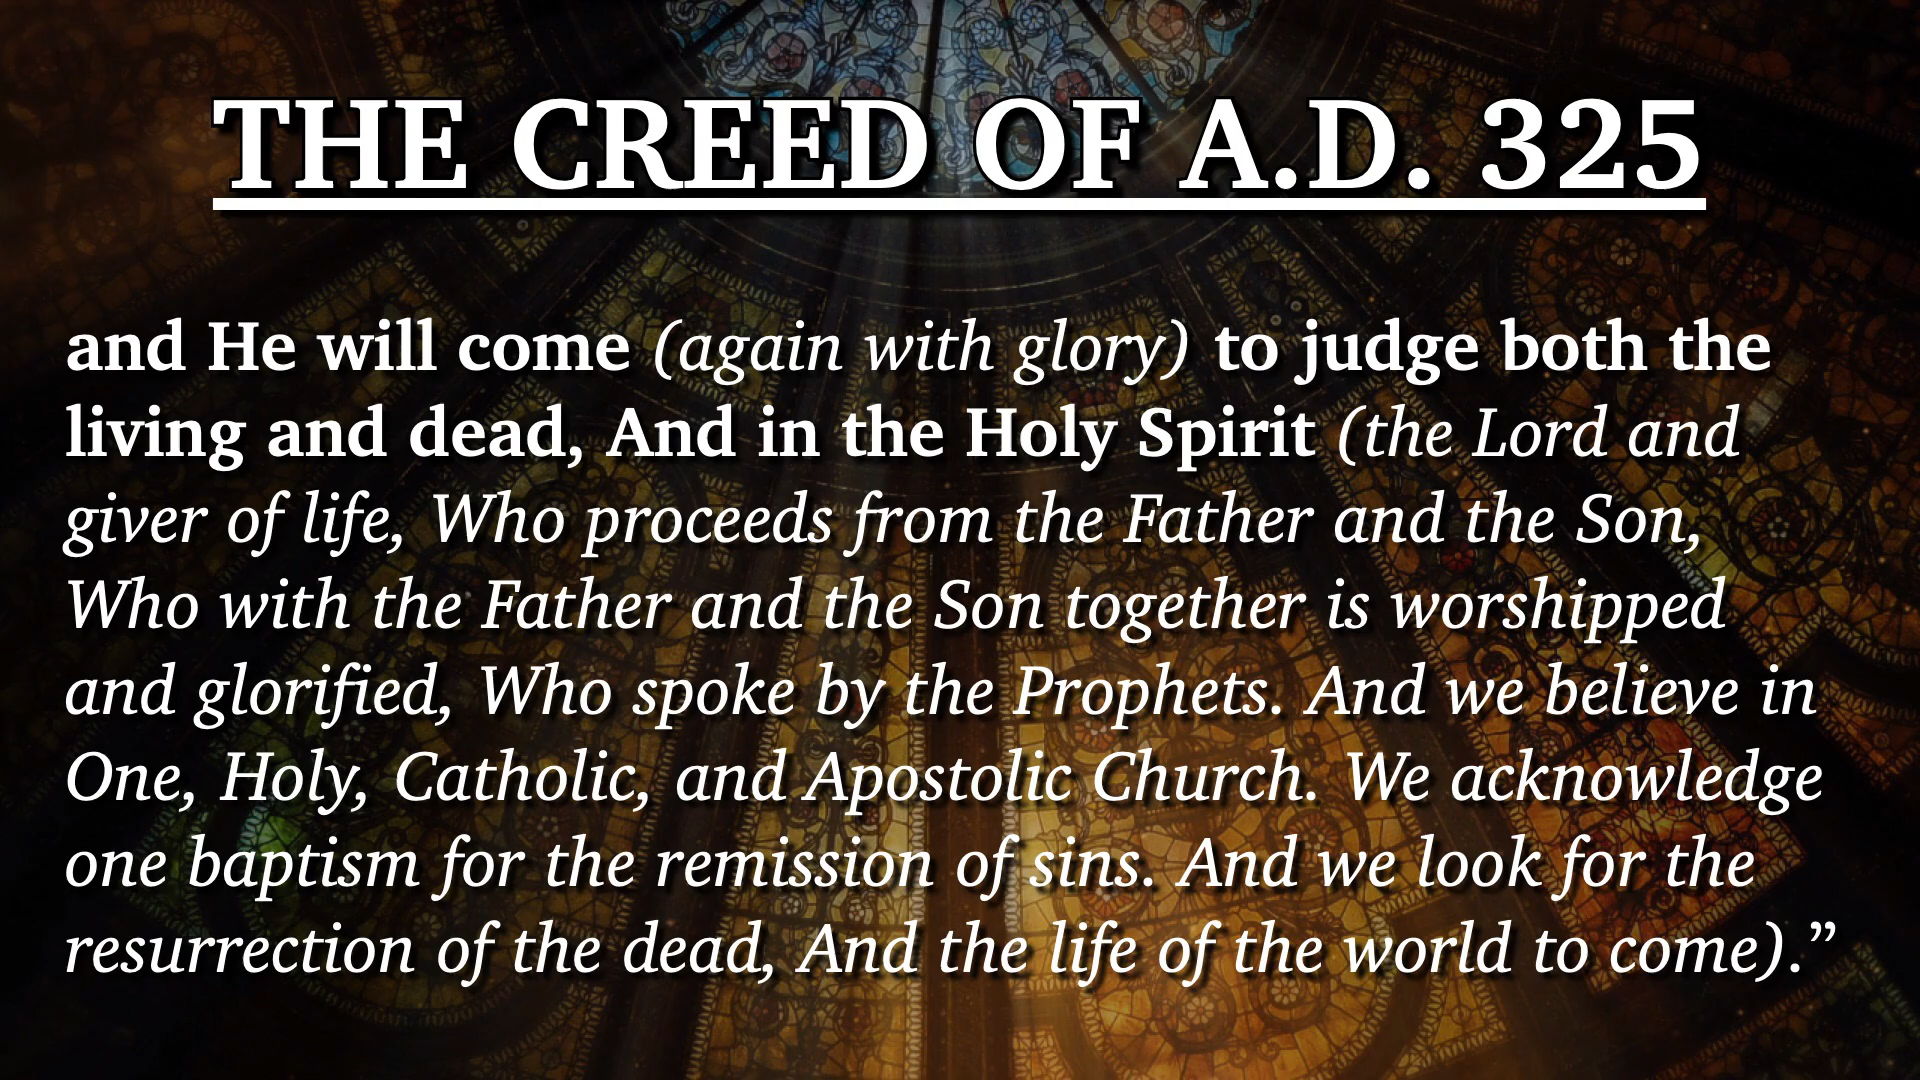 THE CREED OF A.D. 325
and He will come (again with glory) to judge both the
living and dead, And in the Holy Spirit (the Lord and
giver of life, Who proceeds from the Father and the Son,
Who with the Father and the Son together is worshipped
and glorified, Who spoke by the Prophets. And we believe in
One, Holy, Catholic, and Apostolic Church. We acknowledge
one baptism for the remission of sins. And we look for the
resurrection of the dead, And the life of the world to come).”